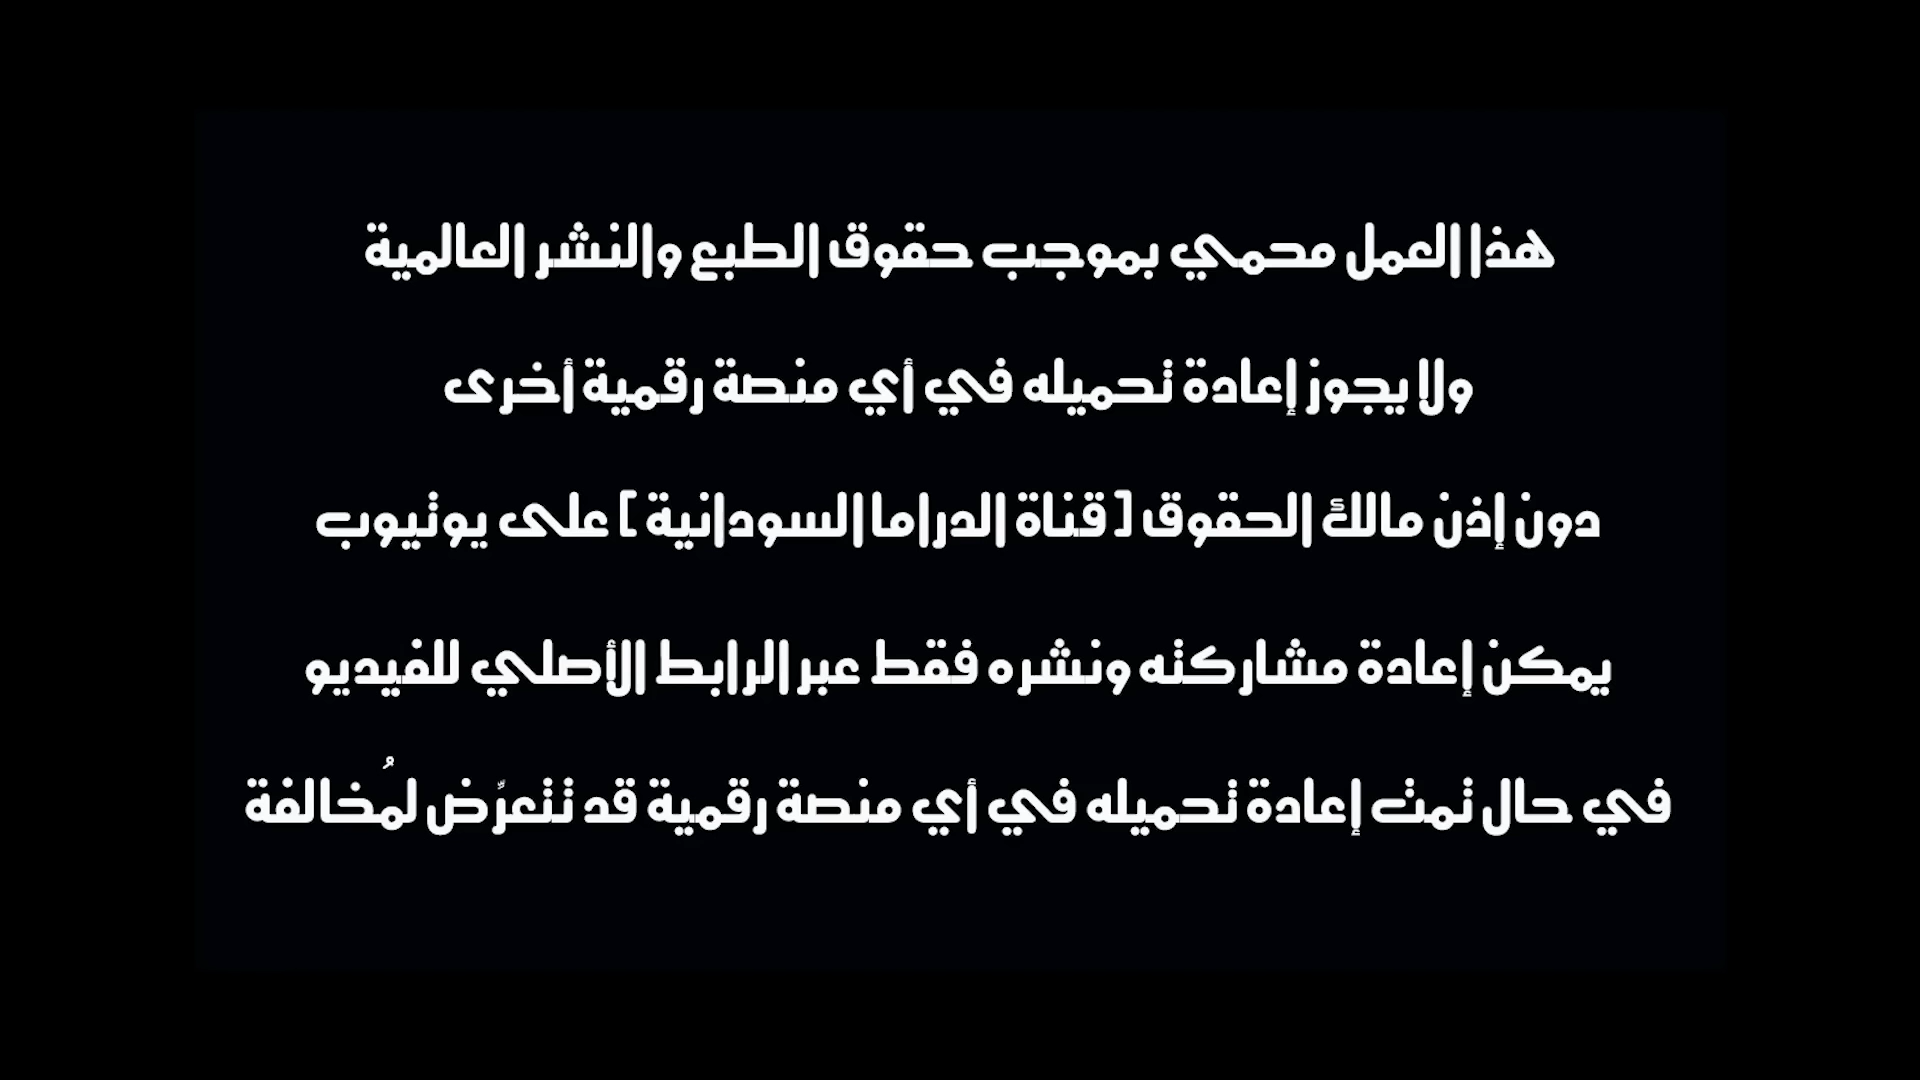 هذا العمل محمي بموجب حقوق الطبع والنشر العالمية
ولا يجوز إعادة تحميله في أي منصة رقمية أخرى
دون إذن مالك الحقوق [ قناة الدراما السودانية ] على يوتيوب
يمكن إعادة مشاركته ونشره فقط عبر الرابط الأصلي للفيديو
في حال تمت إعادة تحميله في أي منصة رقمية قد تتعرّض لمُخالفة